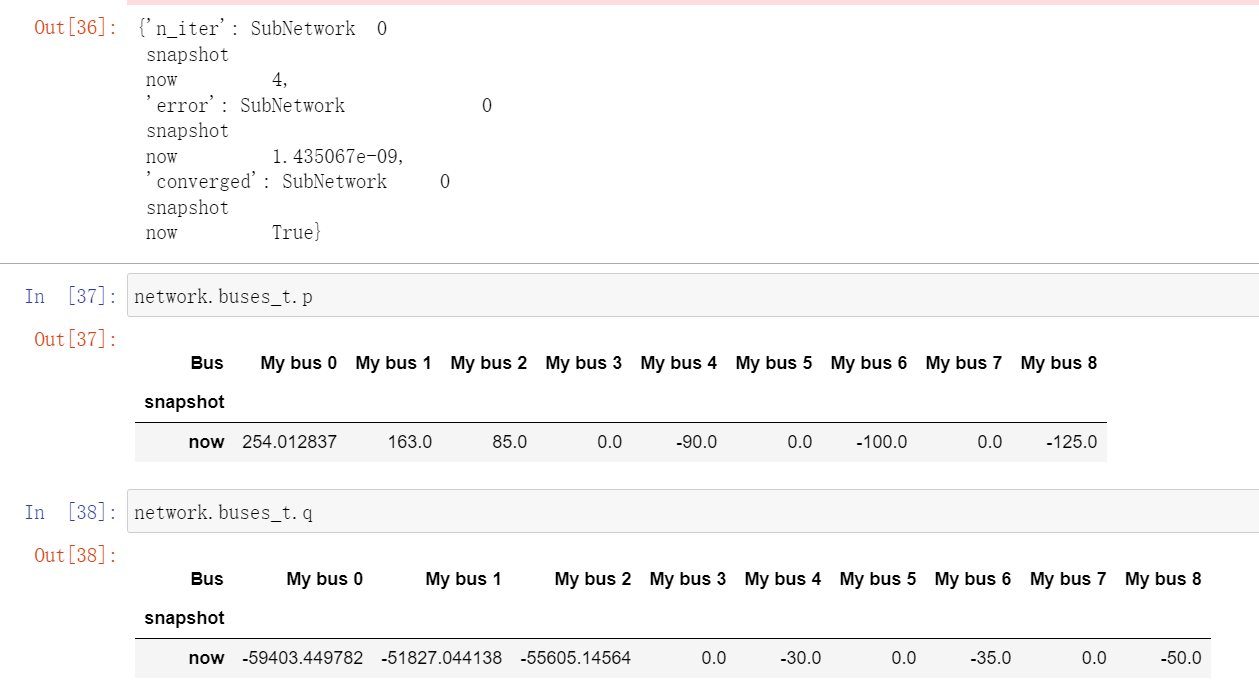 Out[36]: {'n_iter': SubNetwork  0
snapshot
now         4,
'error': SubNetwork             0
snapshot
now         1.435067e-09,
'converged': SubNetwork     0
snapshot
now         True}
In [37]: network.buses_t.p
Out[37]:
Bus My bus 0 My bus 1 My bus 2 My bus 3 My bus 4 My bus 5 My bus 6 My bus 7 My bus 8
snapshot
now 254.012837 163.0 85.0 0.0 -90.0 0.0 -100.0 0.0 -125.0
In [38]: network.buses_t.q
Out[38]:
Bus My bus 0 My bus 1 My bus 2 My bus 3 My bus 4 My bus 5 My bus 6 My bus 7 My bus 8
snapshot
now -59403.449782 -51827.044138 -55605.14564 0.0 -30.0 0.0 -35.0 0.0 -50.0